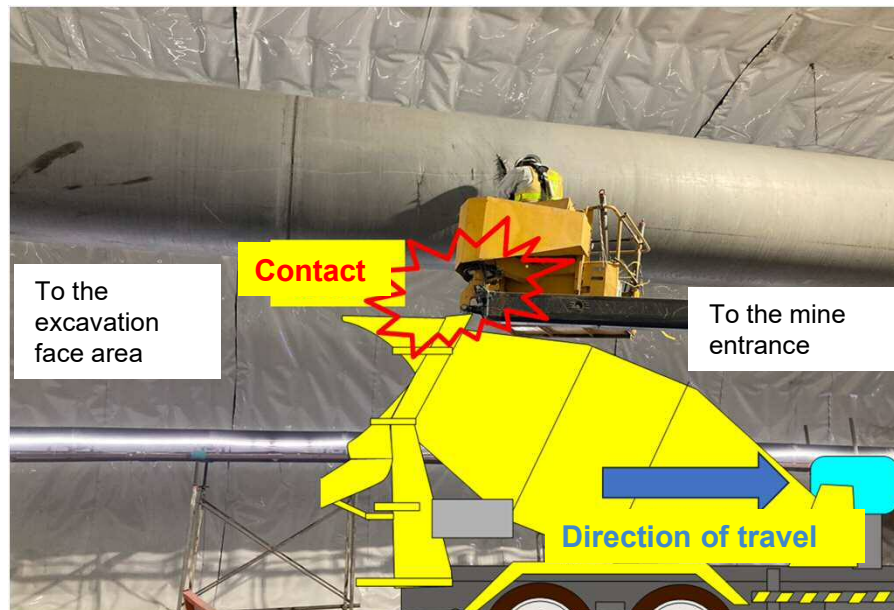 Contact
To the
excavation
face area
To the mine
entrance
Direction of travel